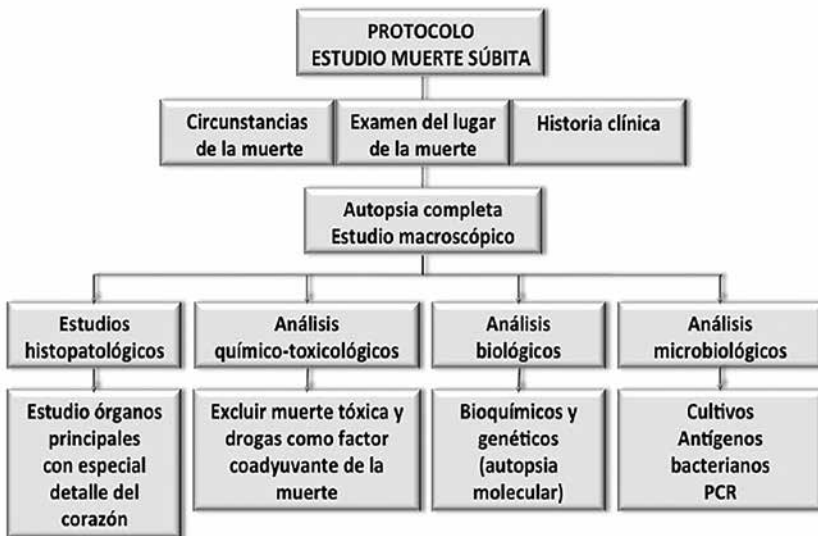 PROTOCOLO
ESTUDIO MUERTE SÚBITA
Circunstancias
de la muerte
Examen del lugar
de la muerte
Historia clínica
Autopsia completa
Estudio macroscópico
Estudios
histopatológicos
Análisis
químico-toxicológicos
Análisis
biológicos
Análisis
microbiológicos
Estudio órganos
principales
con especial
detalle del
corazón
Excluir muerte tóxica y
drogas como factor
coadyuvante de la
muerte
Bioquímicos y
genéticos
(autopsia
molecular)
Cultivos
Antígenos
bacterianos
PCR